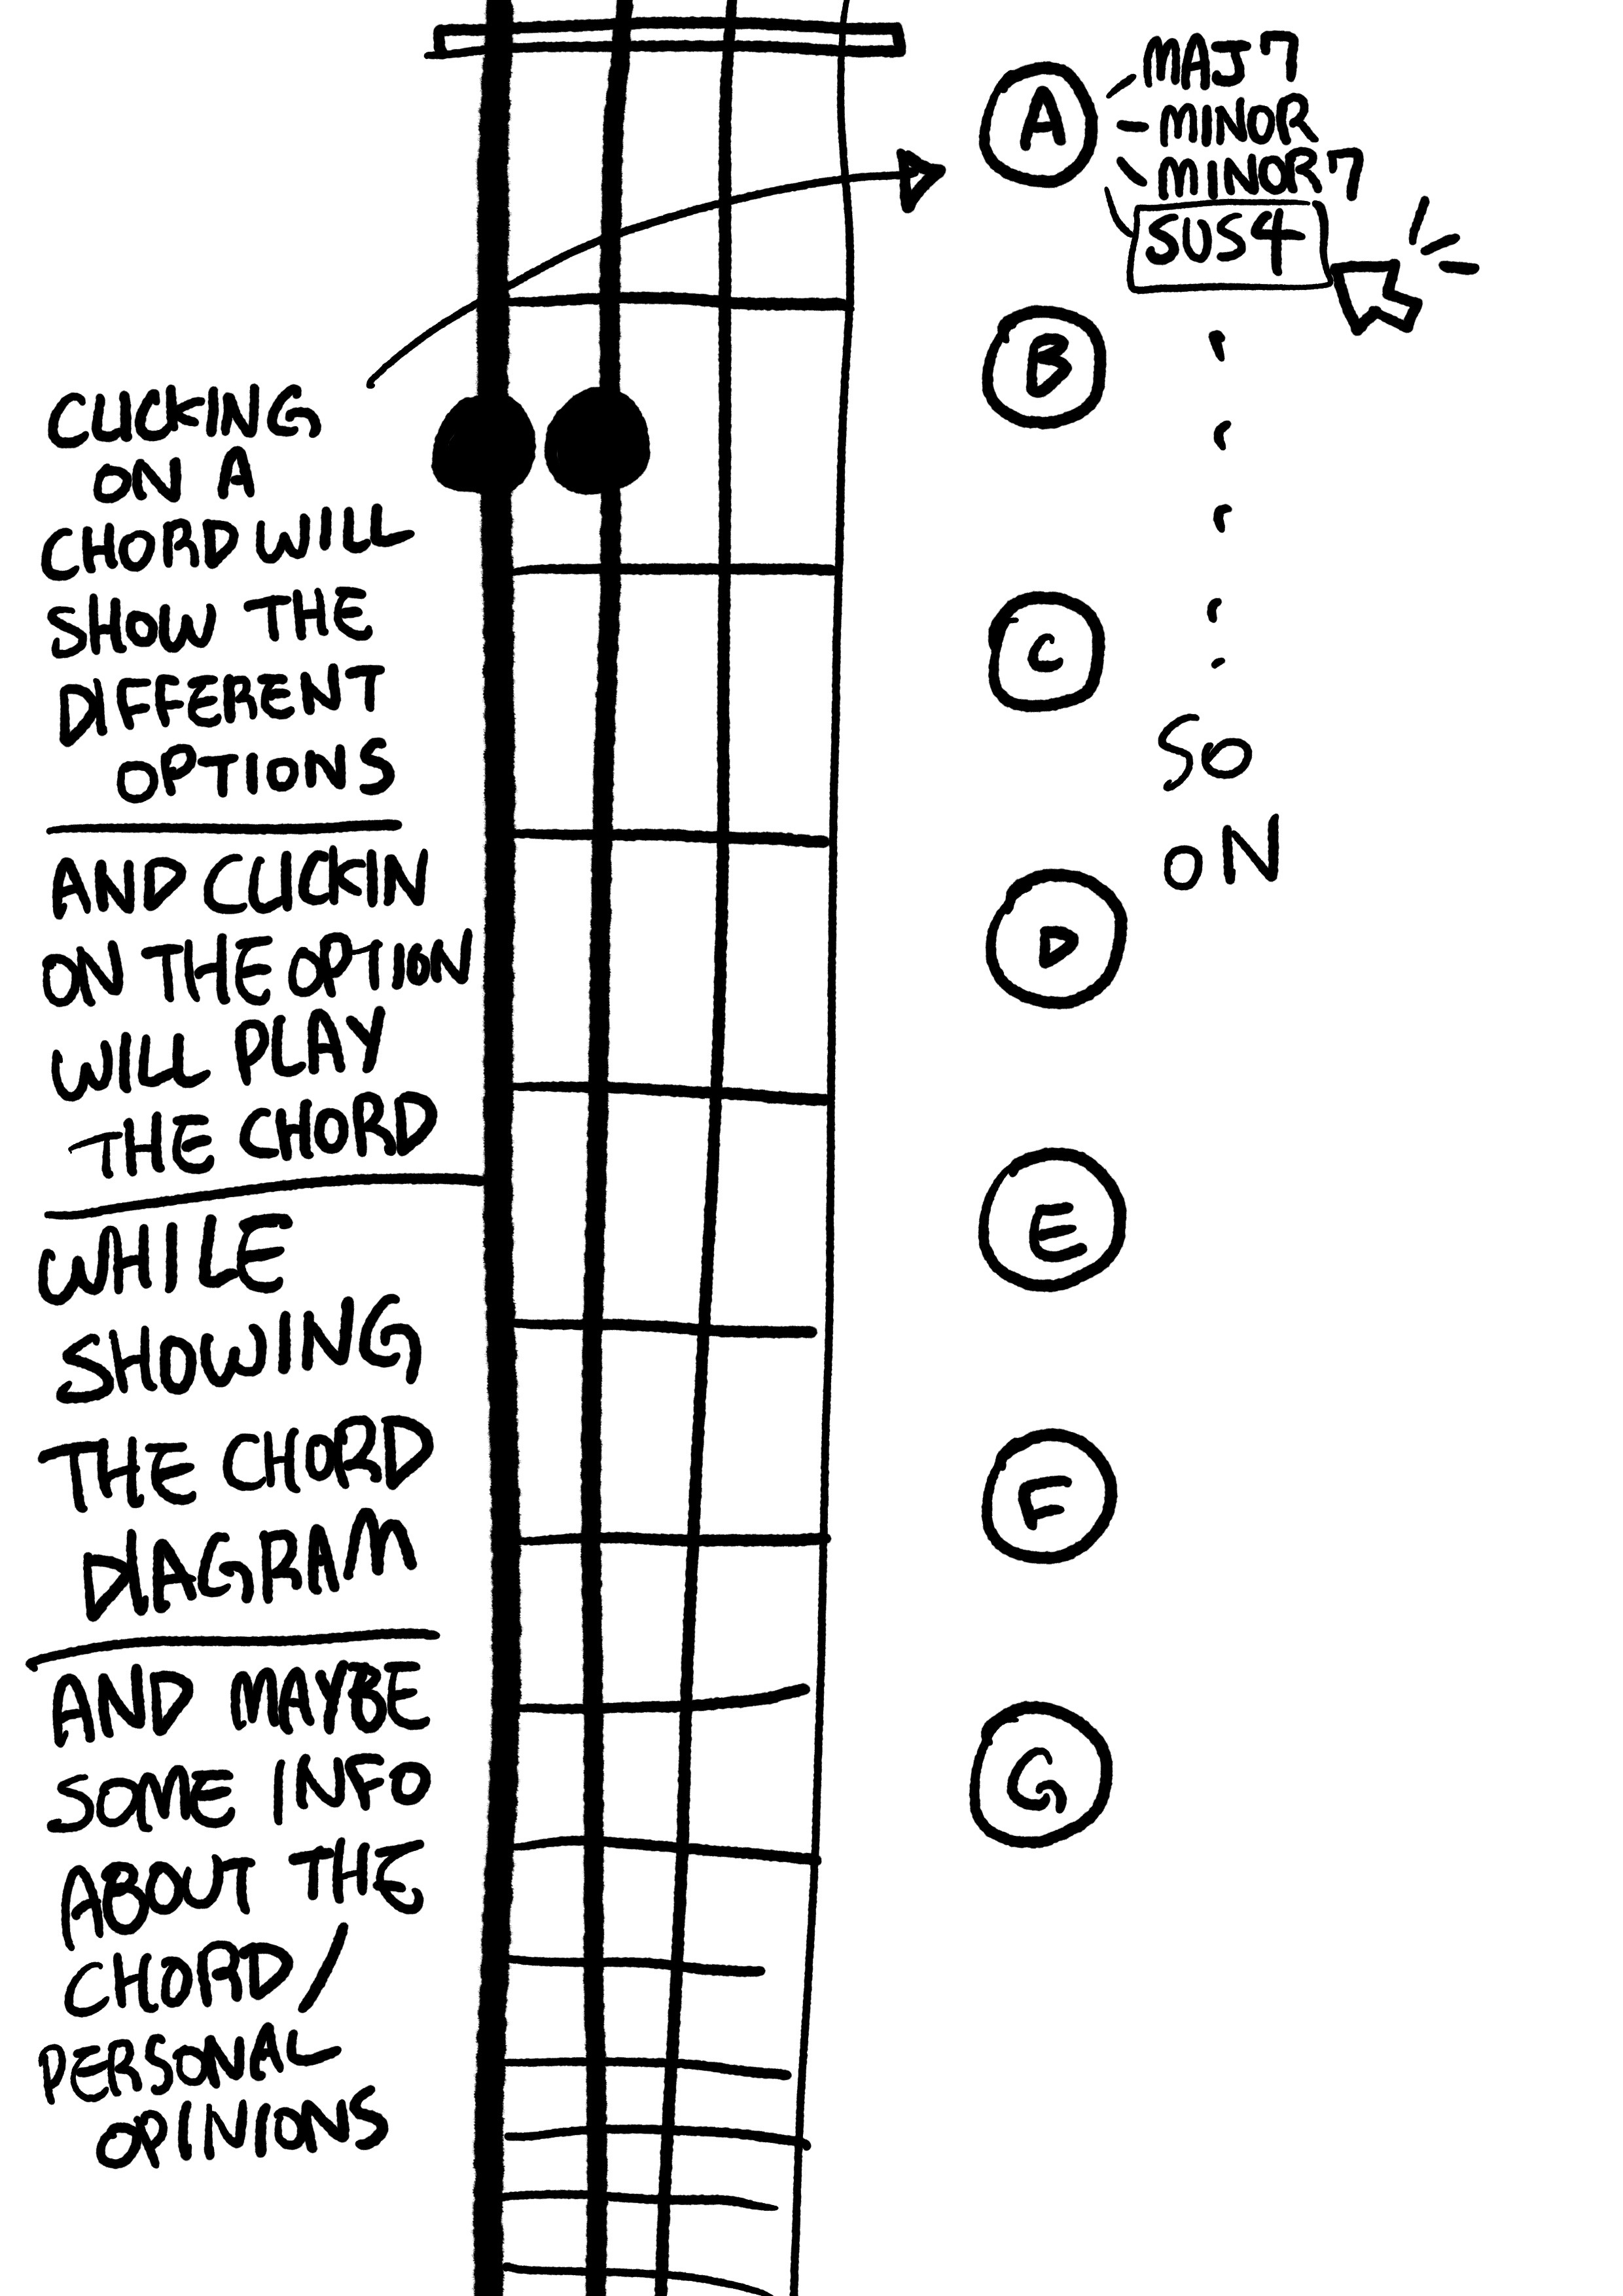 CLICKING
ON A
CHORD WILL
SHOW THE
DIFFERENT
OPTIONS
AND CLICKIN
ON THE OPTION
WILL PLAY
THE CHORD
WHILE
SHOWING
THE CHORD
DIAGRAM
AND MAYBE
SOME INFO
ABOUT THE
CHORD/
PERSONAL
OPINIONS
A
MAJ7
MINOR
MINOR7
SUS4
B
C
SO
ON
D
E
F
G